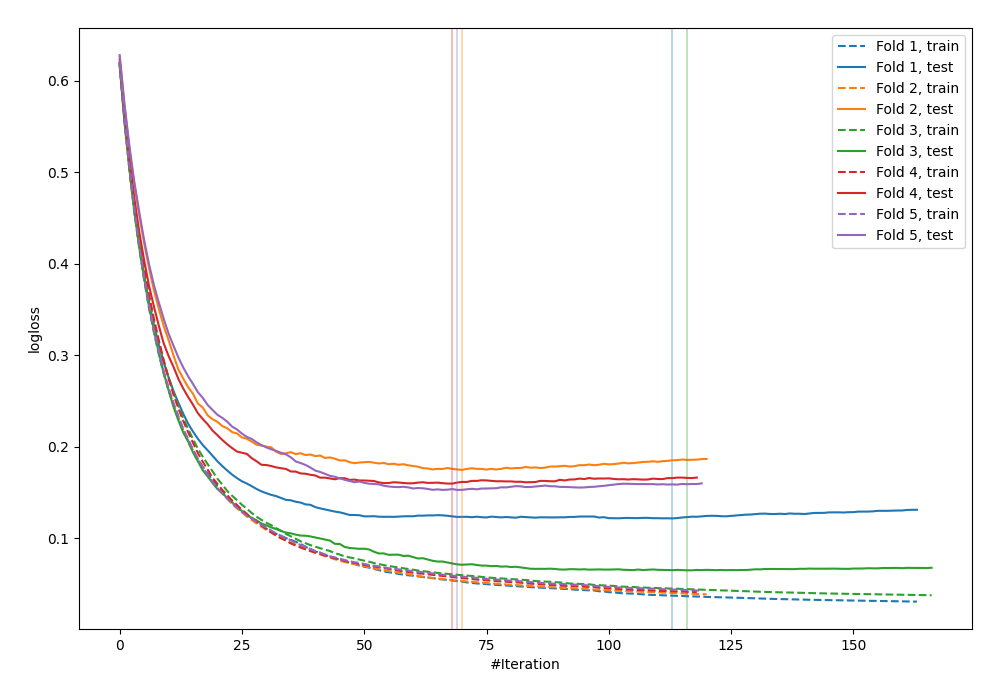 0.6
0.5
0.4
0.3
0.2
0.1
logloss
0
25
50
75
100
125
150
#Iteration
Fold 1, train
Fold 1, test
Fold 2, train
Fold 2, test
Fold 3, train
Fold 3, test
Fold 4, train
Fold 4, test
Fold 5, train
Fold 5, test